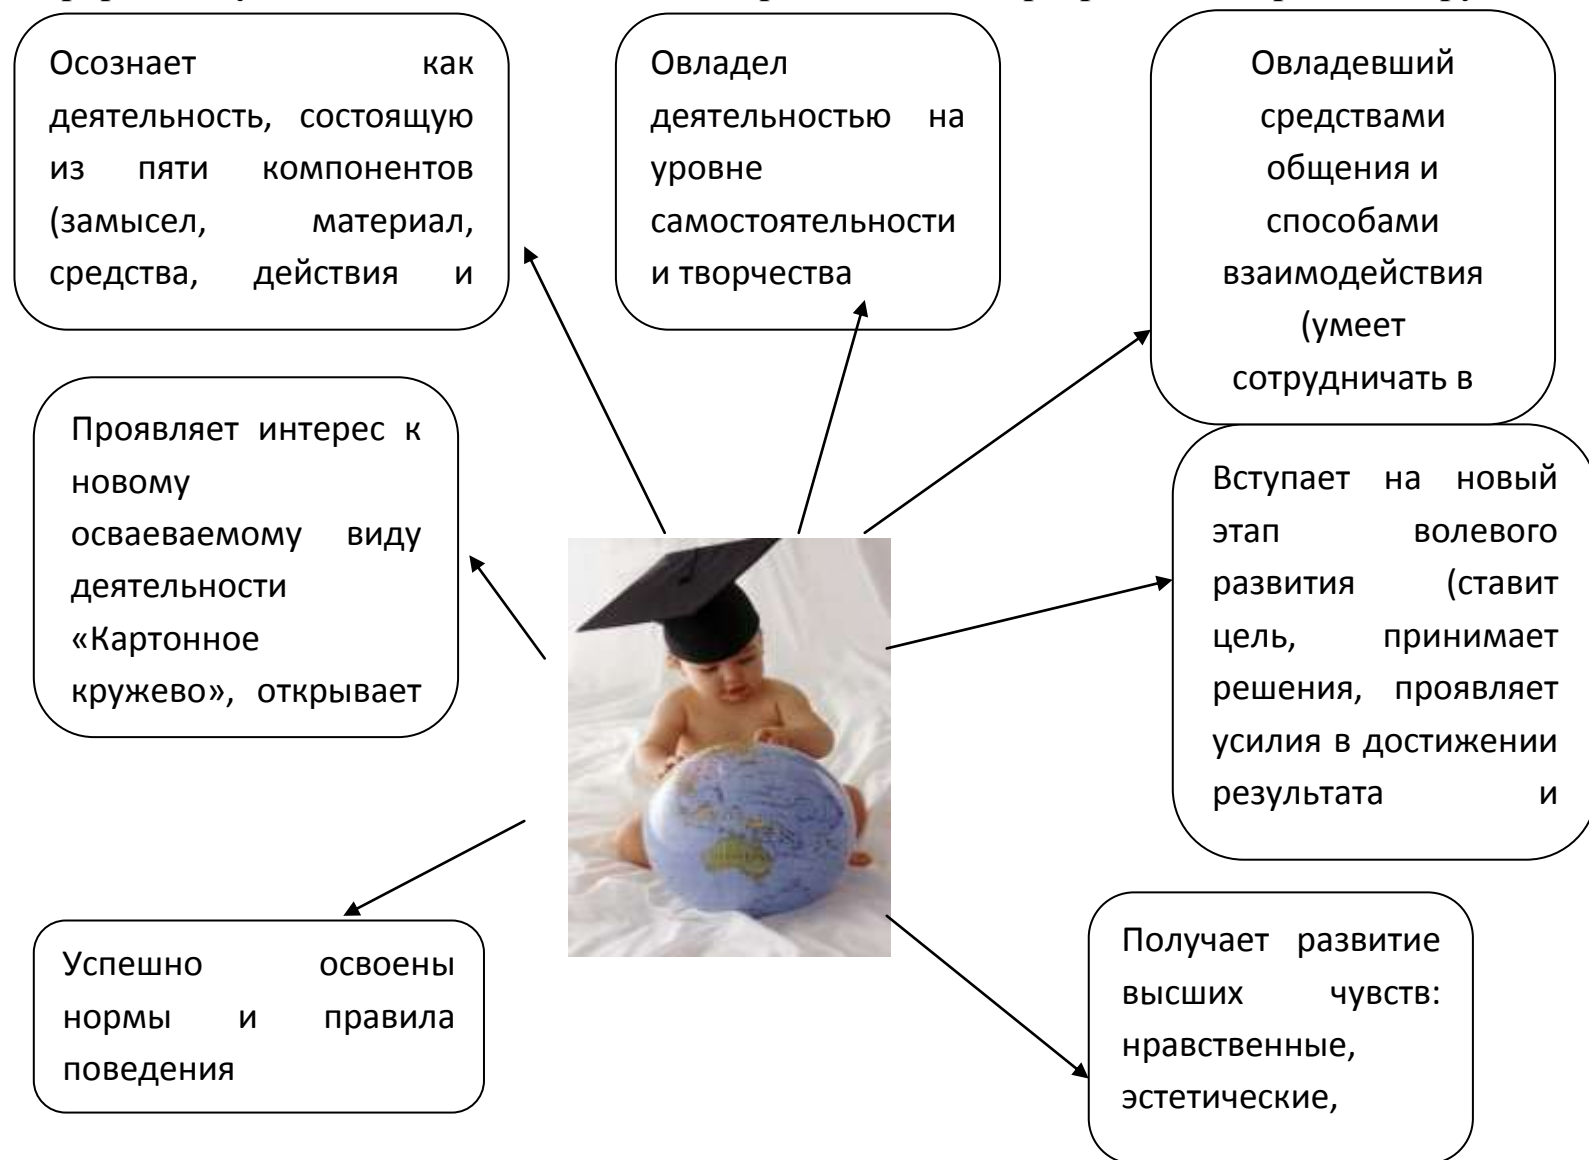 Осознает как
деятельность, состоящую
из пяти компонентов
(замысел, материал,
средства, действия и
Овладел
деятельностью на
уровне
самостоятельности
и творчества
Овладевший
средствами
общения и
способами
взаимодействия
(умеет
сотрудничать в
Проявляет интерес к
новому
осваеваемому виду
деятельности
«Картонное
кружево», открывает
Вступает на новый
этап волевого
развития (ставит
цель, принимает
решения, проявляет
усилия в достижении
результата и
Успешно освоены
нормы и правила
поведения
Получает развитие
высших чувств:
нравственные,
эстетические,